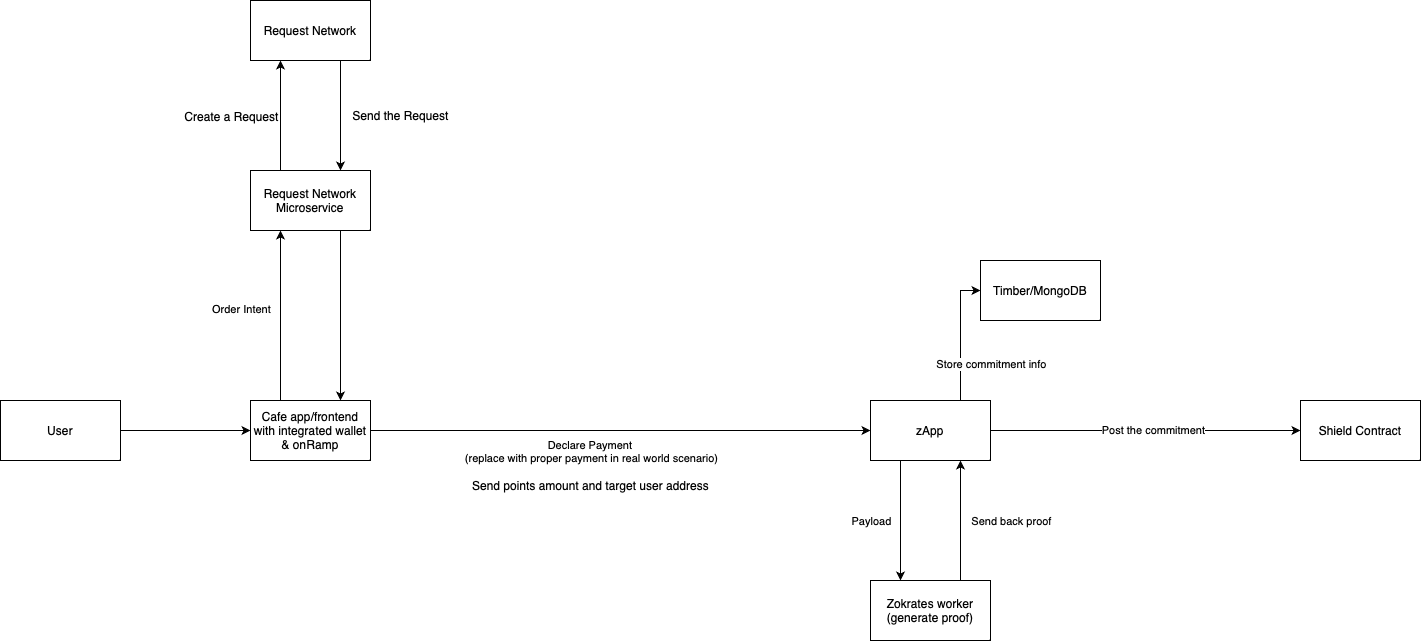 Request Network
Create a Request
Send the Request
Request Network
Microservice
Order Intent
Timber/MongoDB
Store commitment info
User
Cafe app/frontend
with integrated wallet
& onRamp
Declare Payment
(replace with proper payment in real world scenario)
Send points amount and target user address
zApp
Post the commitment
Shield Contract
Payload
Send back proof
Zokrates worker
(generate proof)